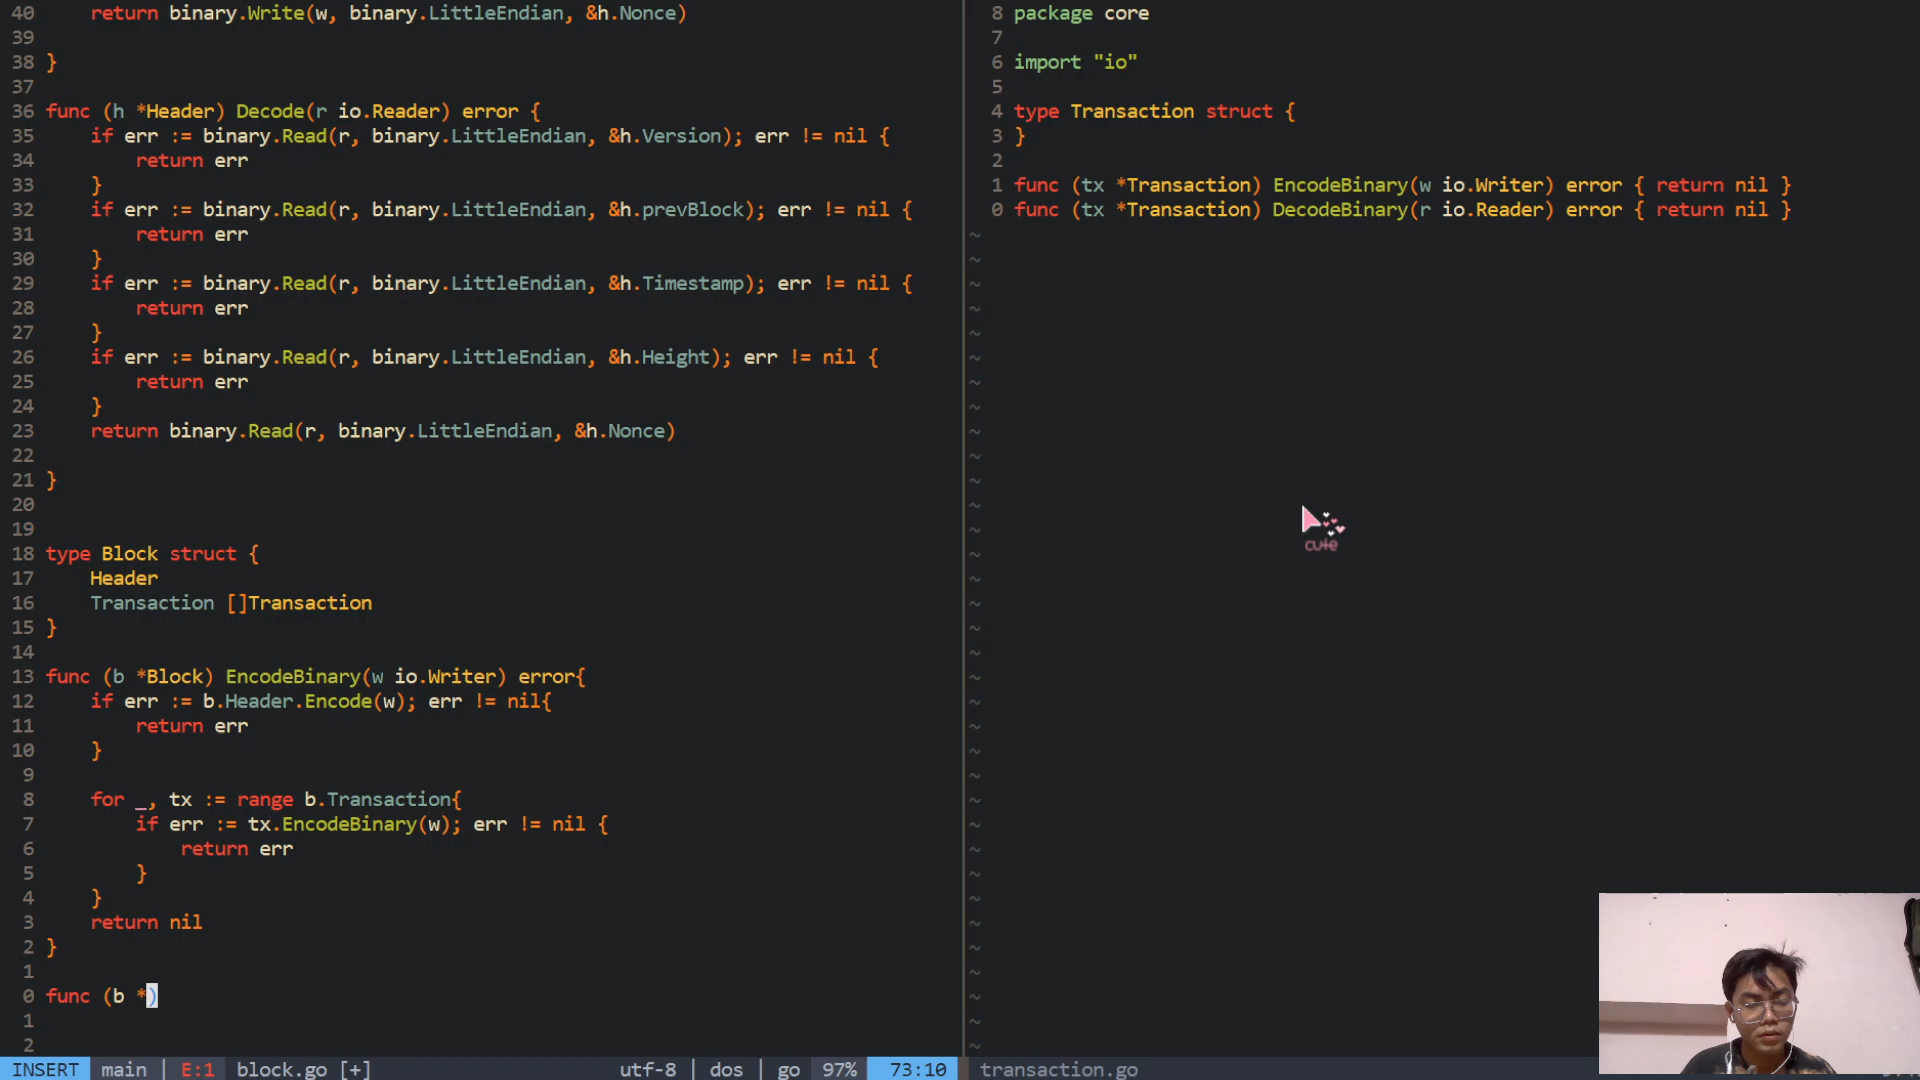 40 return binary.Write(w, binary.LittleEndian, &h.Nonce)
39
38 }
37
36 func (h *Header) Decode(r io.Reader) error {
35 if err := binary.Read(r, binary.LittleEndian, &h.Version); err != nil {
34 return err
33 }
32 if err := binary.Read(r, binary.LittleEndian, &h.prevBlock); err != nil {
31 return err
30 }
29 if err := binary.Read(r, binary.LittleEndian, &h.Timestamp); err != nil {
28 return err
27 }
26 if err := binary.Read(r, binary.LittleEndian, &h.Height); err != nil {
25 return err
24 }
23 return binary.Read(r, binary.LittleEndian, &h.Nonce)
22
21 }
20
19
18 type Block struct {
17 Header
16 Transaction []Transaction
15 }
14
13 func (b *Block) EncodeBinary(w io.Writer) error{
12 if err := b.Header.Encode(w); err != nil{
11 return err
10 }
9
8 for _, tx := range b.Transaction{
7 if err := tx.EncodeBinary(w); err != nil {
6 return err
5 }
4 }
3 return nil
2 }
1
0 func (b *)
1
2
INSERT main | E:1 block.go [+] utf-8 | dos | go 97% 73:10
8 package core
7
6 import "io"
5
4 type Transaction struct {
3 }
2
1 func (tx *Transaction) EncodeBinary(w io.Writer) error { return nil }
0 func (tx *Transaction) DecodeBinary(r io.Reader) error { return nil }
cute
transaction.go